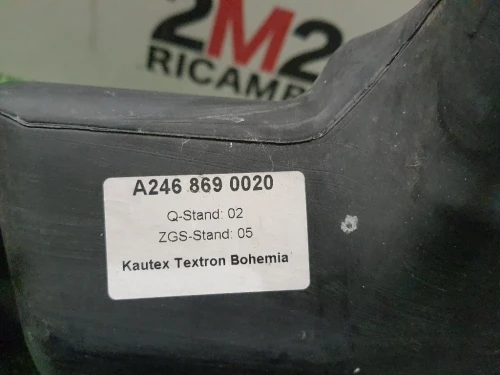 2M2
RICAMB
A246 869 0020
Q-Stand: 02
ZGS-Stand: 05
Kautex Textron Bohemia